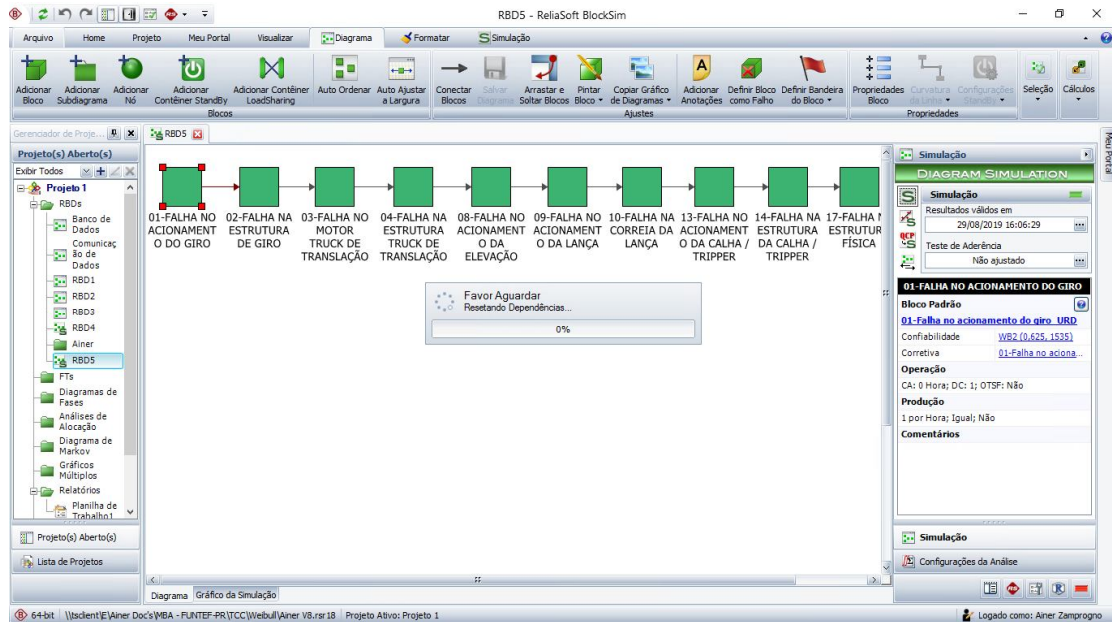 RBD5 - ReliaSoft BlockSim
Arquivo Home Projeto Meu Portal Visualizar Diagrama Formatar Simulação
Adicionar Bloco
Adicionar Subdiagrama
Adicionar Nó
Adicionar Contêiner StandBy
Adicionar Contêiner LoadSharing
Auto Ordenar
Auto Ajustar a Largura
Conectar Blocos
Salvar Diagrama
Arrastar e Soltar Blocos
Pintar Bloco
Copiar Gráfico de Diagramas
Adicionar Anotações
Definir Bloco como Falho
Definir Bandeira do Bloco
Propriedades Bloco
Curvatura da Linha
Configurações StandBy
Seleção
Cálculos
Blocos
Ajustes
Propriedades
Gerenciador de Proje...
RBD5
Meu Portal
Projeto(s) Aberto(s)
Exibir Todos
Projeto 1
RBDs
Banco de
Dados
Comunicaç
ão de
Dados
RBD1
RBD2
RBD3
RBD4
Ainer
RBD5
FTs
Diagramas de
Fases
Análises de
Alocação
Diagrama de
Markov
Gráficos
Múltiplos
Relatórios
Planilha de
Trabalho1
Projeto(s) Aberto(s)
Lista de Projetos
01-FALHA NO
ACIONAMENT
O DO GIRO
02-FALHA NA
ESTRUTURA
DE GIRO
03-FALHA NO
MOTOR
TRUCK DE
TRANSLAÇÃO
04-FALHA NA
ESTRUTURA
TRUCK DE
TRANSLAÇÃO
08-FALHA NO
ACIONAMENT
O DA
ELEVAÇÃO
09-FALHA NO
ACIONAMENT
O DA LANÇA
10-FALHA NA
CORREIA DA
LANÇA
13-FALHA NO
ACIONAMENT
O DA CALHA /
TRIPPER
14-FALHA NA
ESTRUTURA
DA CALHA /
TRIPPER
17-FALHA N
ESTRUTUR
FÍSICA
Favor Aguardar
Resetando Dependências...
0%
Diagrama Gráfico da Simulação
Simulação
DIAGRAM SIMULATION
Simulação
Resultados válidos em
29/08/2019 16:06:29
Teste de Aderência
Não ajustado
QCP
01-FALHA NO ACIONAMENTO DO GIRO
Bloco Padrão
01-Falha no acionamento do giro_URD
Confiabilidade WB2 (0,625, 1535)
Corretiva 01-Falha no aciona...
Operação
CA: 0 Hora; DC: 1; OTSF: Não
Produção
1 por Hora; Igual; Não
Comentários
Simulação
Configurações da Análise
64-bit \\tsclient\E\Ainer Doc's\MBA - FUNTEF-PR\TCC\Weibull\Ainer V8.rsr18 Projeto Ativo: Projeto 1 Logado como: Ainer Zamprogno